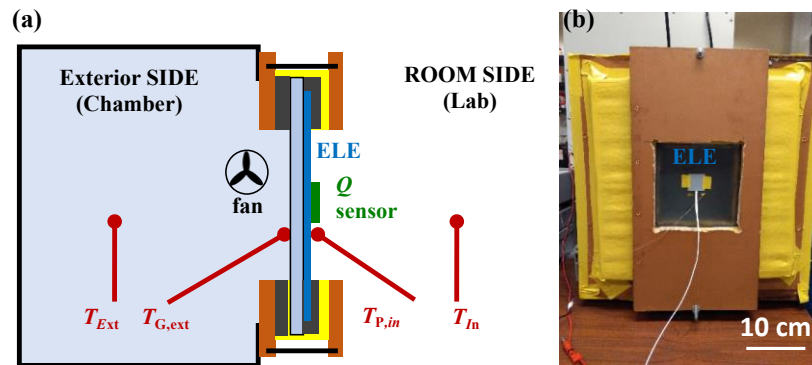 (a)
Exterior SIDE
(Chamber)
ROOM SIDE
(Lab)
ELE
fan
Q
sensor
TExt
TG,ext
TP,in
TIn
(b)
ELE
10 cm